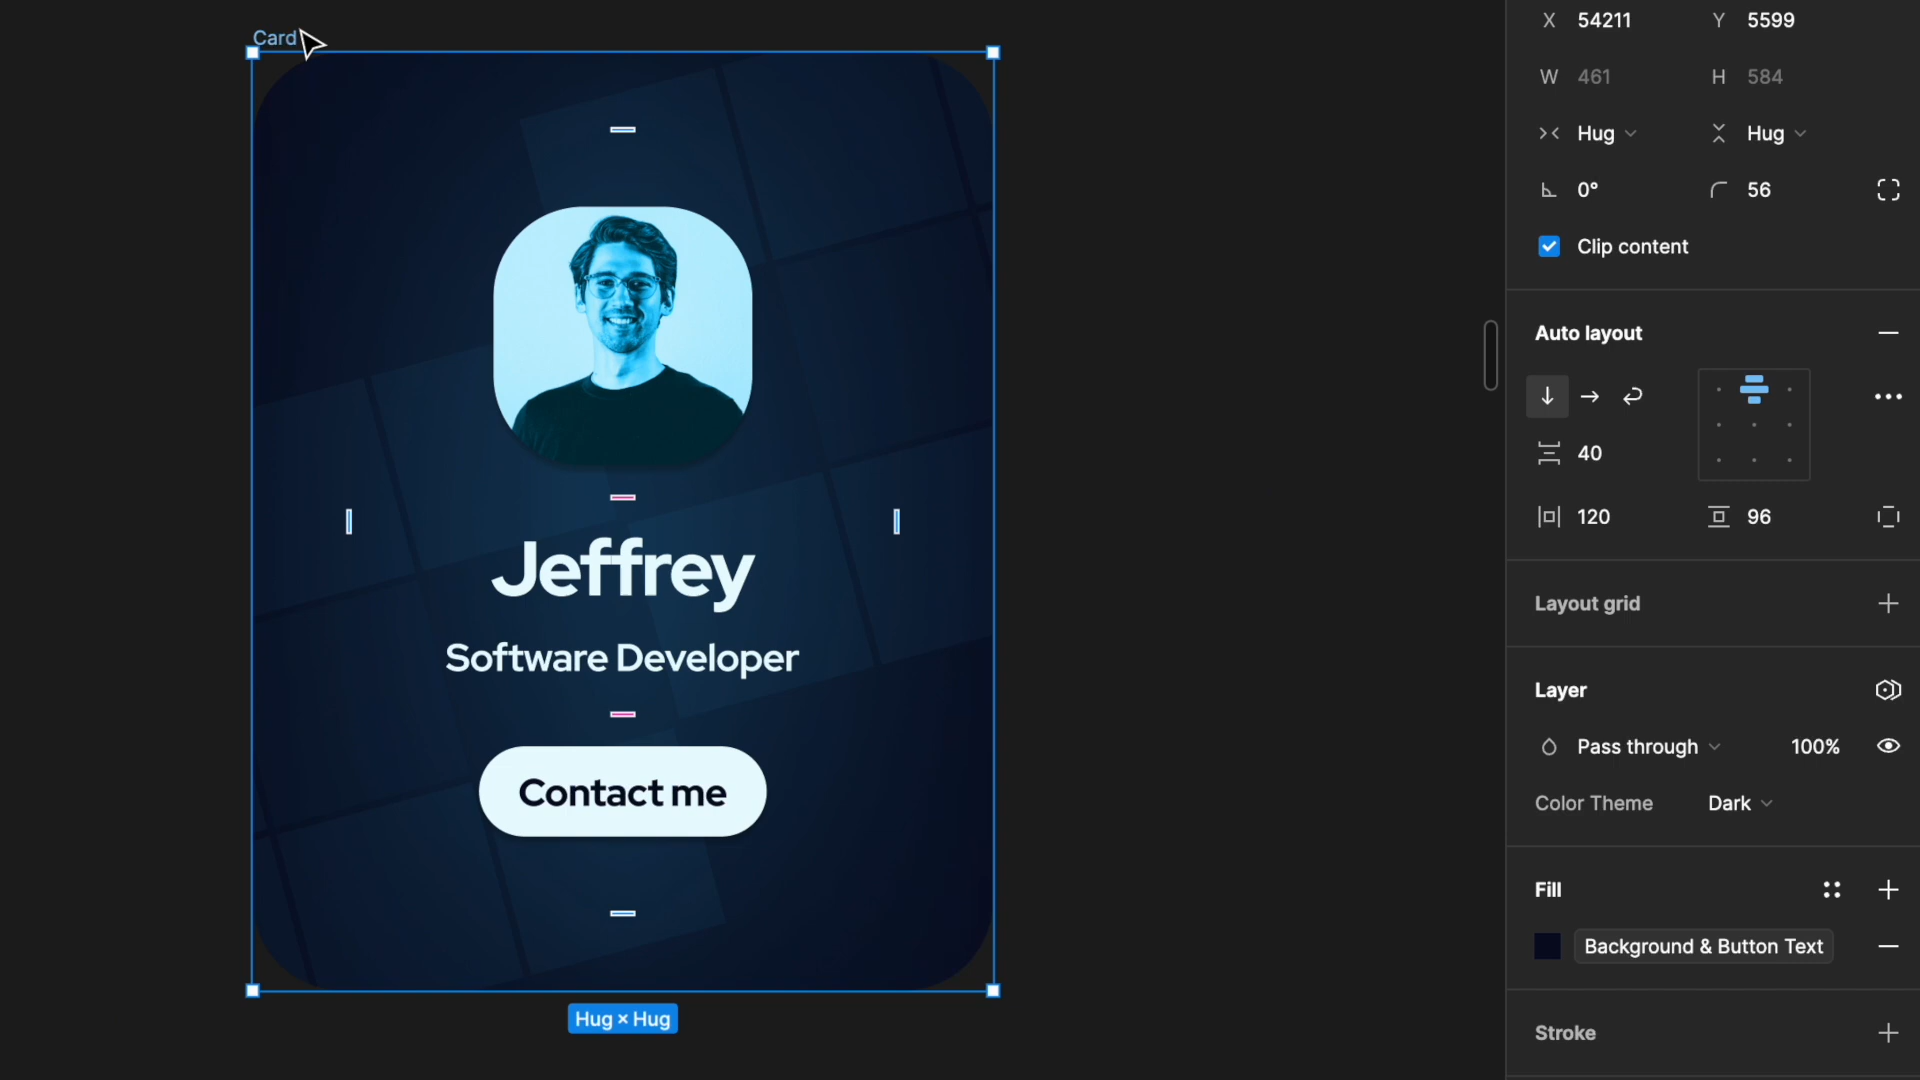 Card
Jeffrey
Software Developer
Contact me
Hug × Hug
X 54211 Y 5599
W 461 H 584
Hug Hug
0° 56
Clip content
Auto layout
40
120 96
Layout grid
Layer
Pass through 100%
Color Theme Dark
Fill
Background & Button Text
Stroke